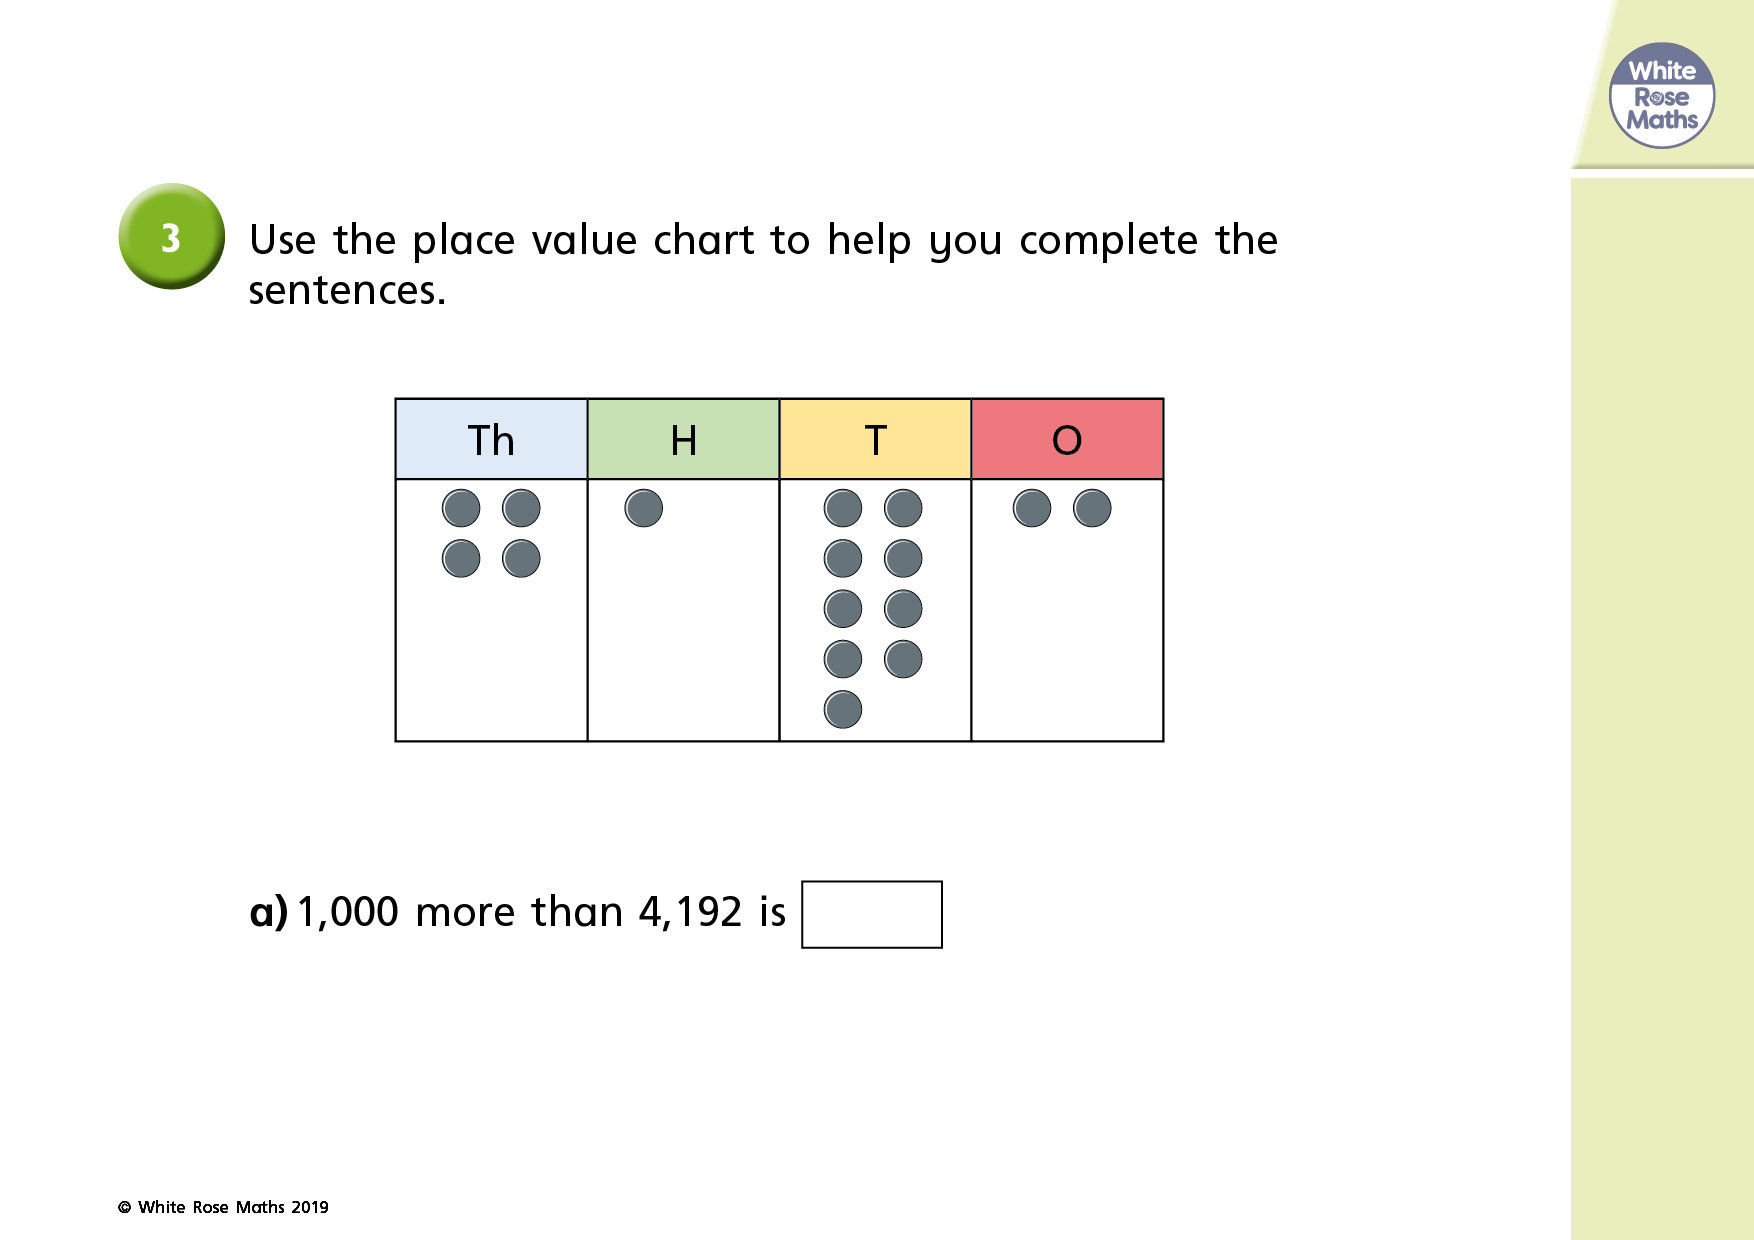 White
Rose
Maths
3
Use the place value chart to help you complete the
sentences.
Th H T O
a) 1,000 more than 4,192 is
© White Rose Maths 2019